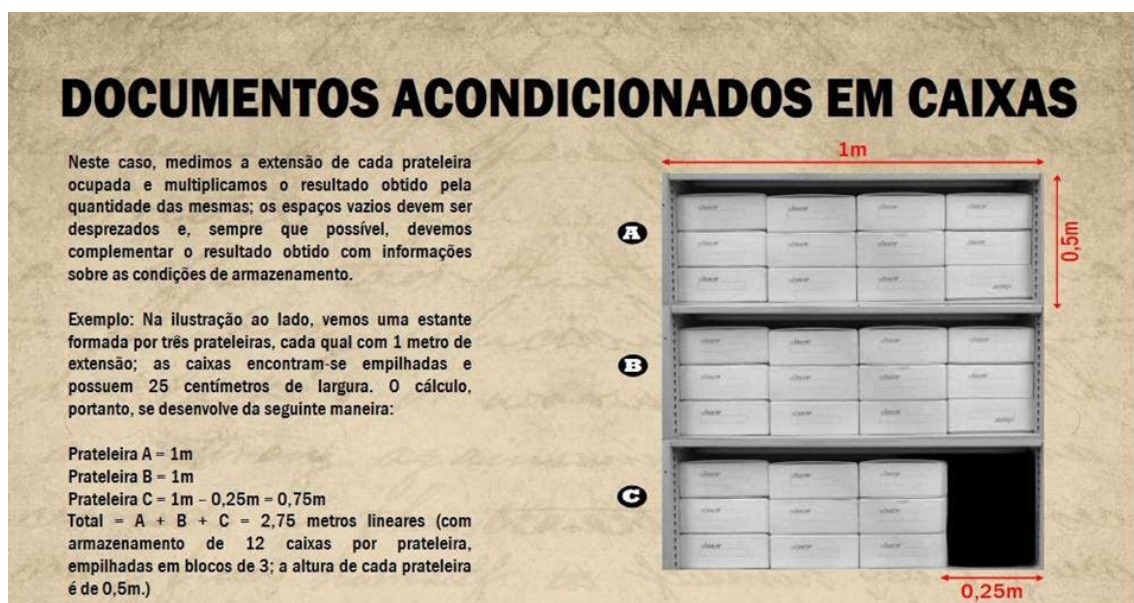 DOCUMENTOS ACONDICIONADOS EM CAIXAS
Neste caso, medimos a extensão de cada prateleira
ocupada e multiplicamos o resultado obtido pela
quantidade das mesmas; os espaços vazios devem ser
desprezados e, sempre que possível, devemos
complementar o resultado obtido com informações
sobre as condições de armazenamento.
Exemplo: Na ilustração ao lado, vemos uma estante
formada por três prateleiras, cada qual com 1 metro de
extensão; as caixas encontram-se empilhadas e
possuem 25 centímetros de largura. O cálculo,
portanto, se desenvolve da seguinte maneira:
Prateleira A = 1m
Prateleira B = 1m
Prateleira C = 1m – 0,25m = 0,75m
Total = A + B + C = 2,75 metros lineares (com
armazenamento de 12 caixas por prateleira,
empilhadas em blocos de 3; a altura de cada prateleira
é de 0,5m.)
1m
A
0,5m
B
C
0,25m